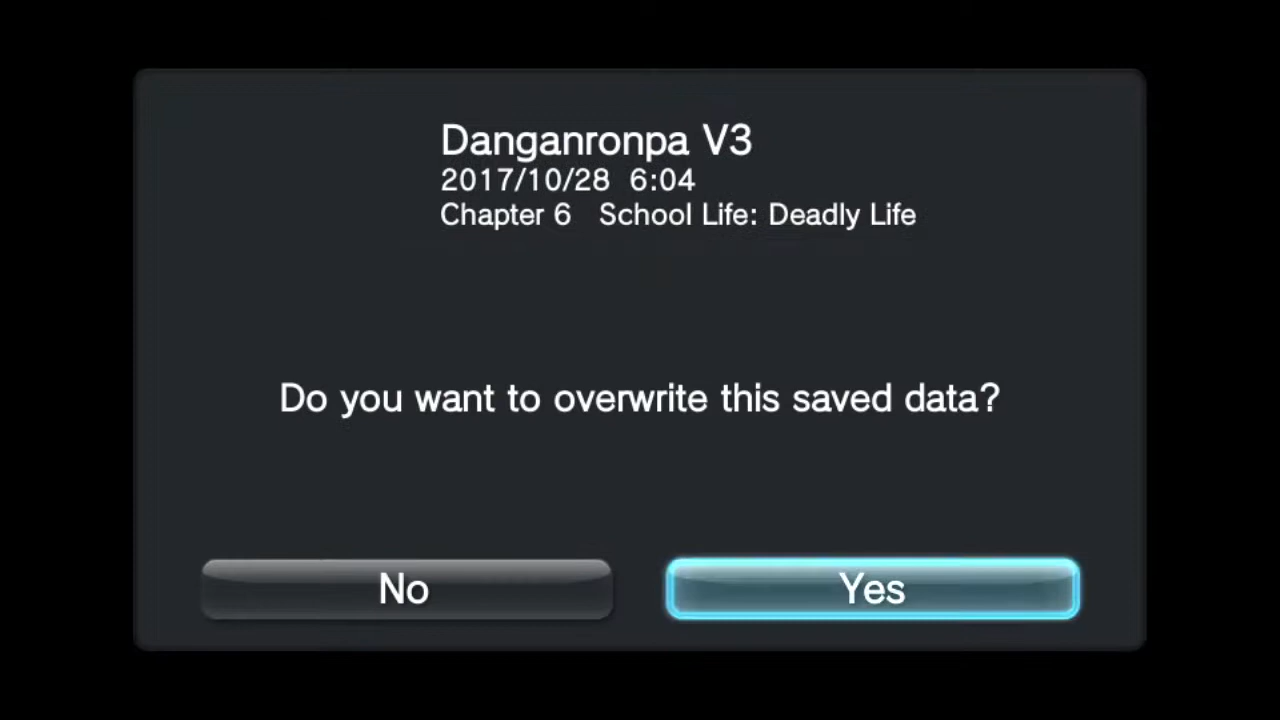 Danganronpa V3
2017/10/28 6:04
Chapter 6 School Life: Deadly Life
Do you want to overwrite this saved data?
No Yes